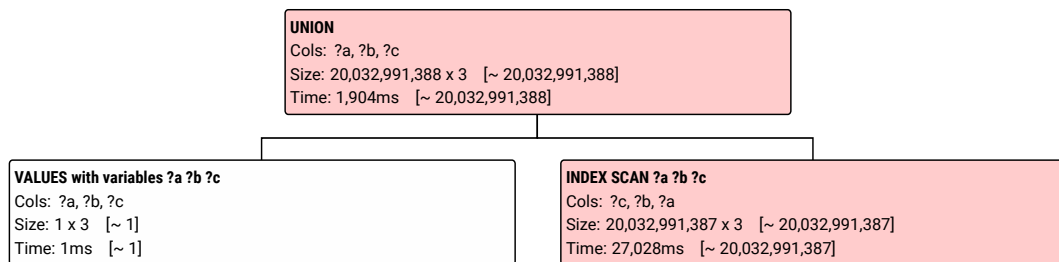 UNION
Cols: ?a, ?b, ?c
Size: 20,032,991,388 x 3 [~ 20,032,991,388]
Time: 1,904ms [~ 20,032,991,388]
VALUES with variables ?a ?b ?c
Cols: ?a, ?b, ?c
Size: 1 x 3 [~ 1]
Time: 1ms [~ 1]
INDEX SCAN ?a ?b ?c
Cols: ?c, ?b, ?a
Size: 20,032,991,387 x 3 [~ 20,032,991,387]
Time: 27,028ms [~ 20,032,991,387]